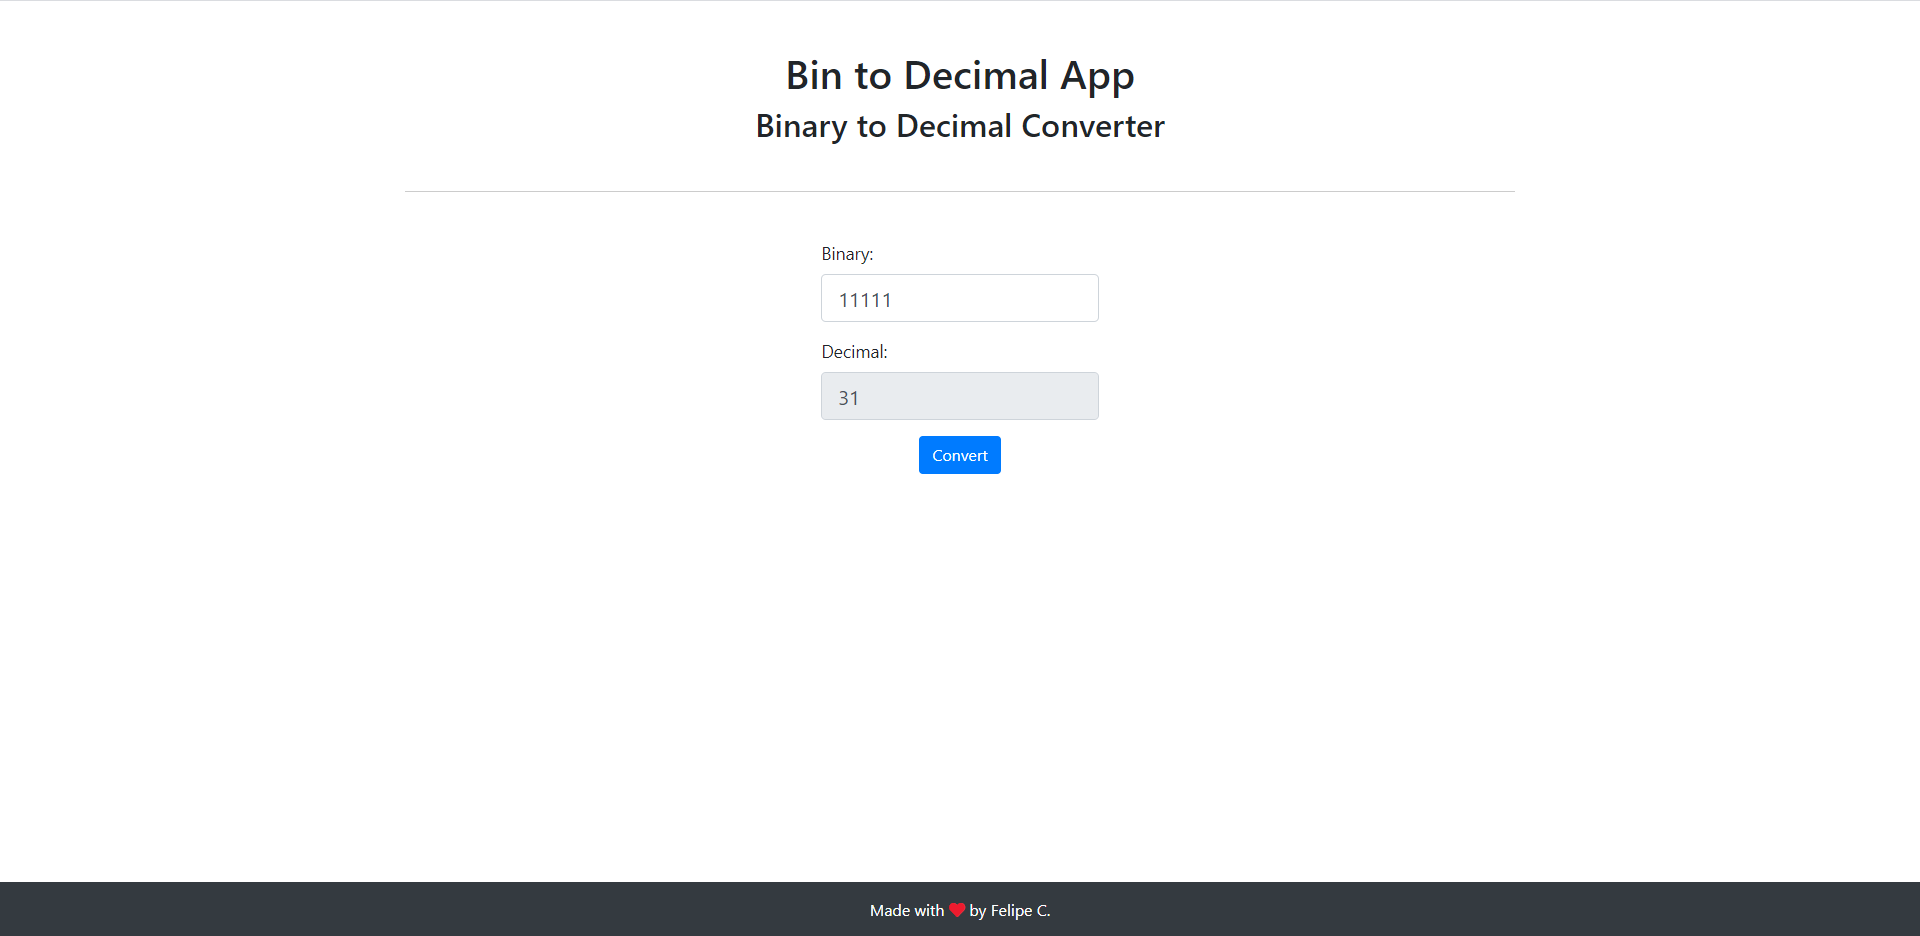 Bin to Decimal App
Binary to Decimal Converter
Binary:
11111
Decimal:
31
Convert
Made with ❤ by Felipe C.